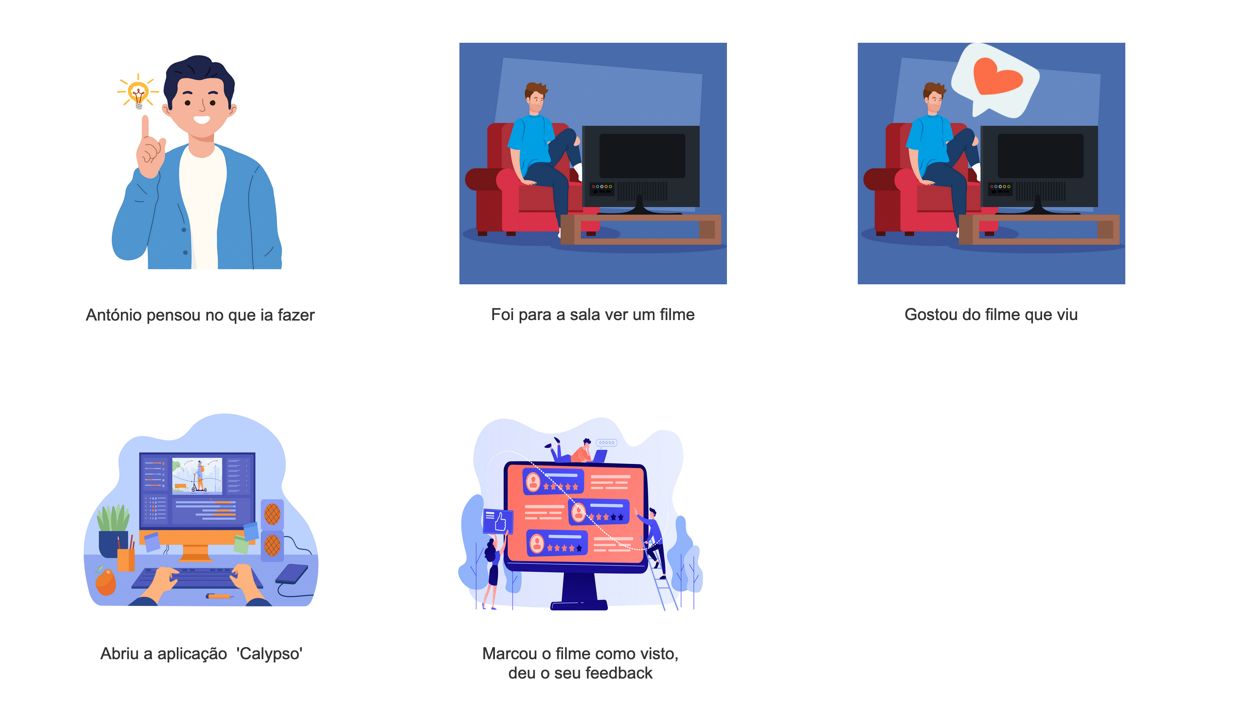 António pensou no que ia fazer
Foi para a sala ver um filme
Gostou do filme que viu
Abriu a aplicação  'Calypso'
Marcou o filme como visto,
deu o seu feedback